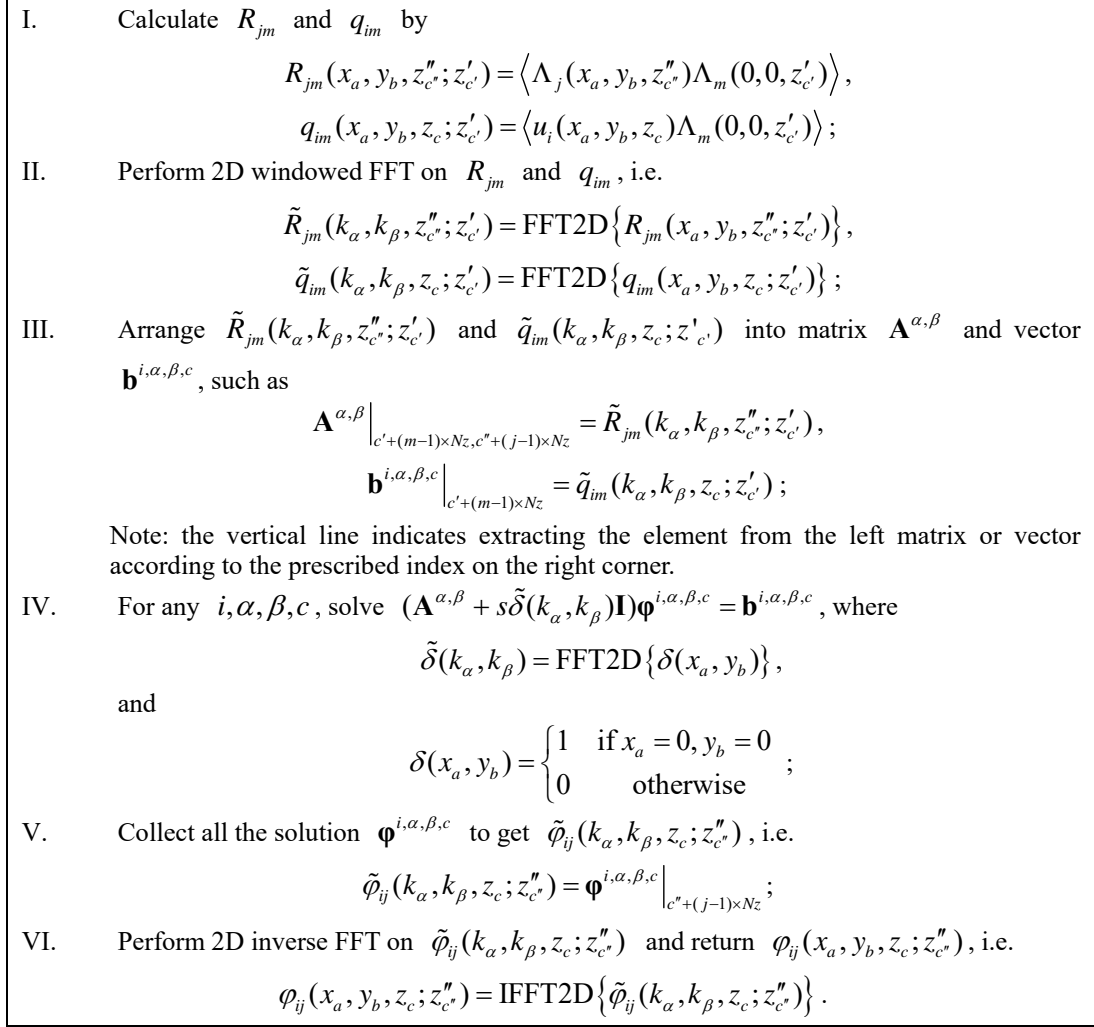 I. Calculate R_{jm} and q_{im} by
R_{jm}(x_a, y_b, z''_{c''}; z'_{c'}) = ⟨Λ_j(x_a, y_b, z''_{c''})Λ_m(0,0,z'_{c'})⟩,
q_{im}(x_a, y_b, z_c; z'_{c'}) = ⟨u_i(x_a, y_b, z_c)Λ_m(0,0,z'_{c'})⟩;
II. Perform 2D windowed FFT on R_{jm} and q_{im}, i.e.
R̃_{jm}(k_α, k_β, z''_{c''}; z'_{c'}) = FFT2D{R_{jm}(x_a, y_b, z''_{c''}; z'_{c'})},
q̃_{im}(k_α, k_β, z_c; z'_{c'}) = FFT2D{q_{im}(x_a, y_b, z_c; z'_{c'})};
III. Arrange R̃_{jm}(k_α, k_β, z''_{c''}; z'_{c'}) and q̃_{im}(k_α, k_β, z_c; z'_{c'}) into matrix A^{α,β} and vector
b^{i,α,β,c}, such as
A^{α,β}|_{c'+(m−1)×Nz,c''+(j−1)×Nz} = R̃_{jm}(k_α, k_β, z''_{c''}; z'_{c'}),
b^{i,α,β,c}|_{c'+(m−1)×Nz} = q̃_{im}(k_α, k_β, z_c; z'_{c'});
Note: the vertical line indicates extracting the element from the left matrix or vector
according to the prescribed index on the right corner.
IV. For any i,α,β,c, solve (A^{α,β} + sδ̃(k_α, k_β)I)φ^{i,α,β,c} = b^{i,α,β,c}, where
δ̃(k_α, k_β) = FFT2D{δ(x_a, y_b)},
and
δ(x_a, y_b) = {1 if x_a = 0, y_b = 0
0 otherwise ;
V. Collect all the solution φ^{i,α,β,c} to get φ̃_{ij}(k_α, k_β, z_c; z''_{c''}), i.e.
φ̃_{ij}(k_α, k_β, z_c; z''_{c''}) = φ^{i,α,β,c}|_{c''+(j−1)×Nz};
VI. Perform 2D inverse FFT on φ̃_{ij}(k_α, k_β, z_c; z''_{c''}) and return φ_{ij}(x_a, y_b, z_c; z''_{c''}), i.e.
φ_{ij}(x_a, y_b, z_c; z''_{c''}) = IFFT2D{φ̃_{ij}(k_α, k_β, z_c; z''_{c''})}.